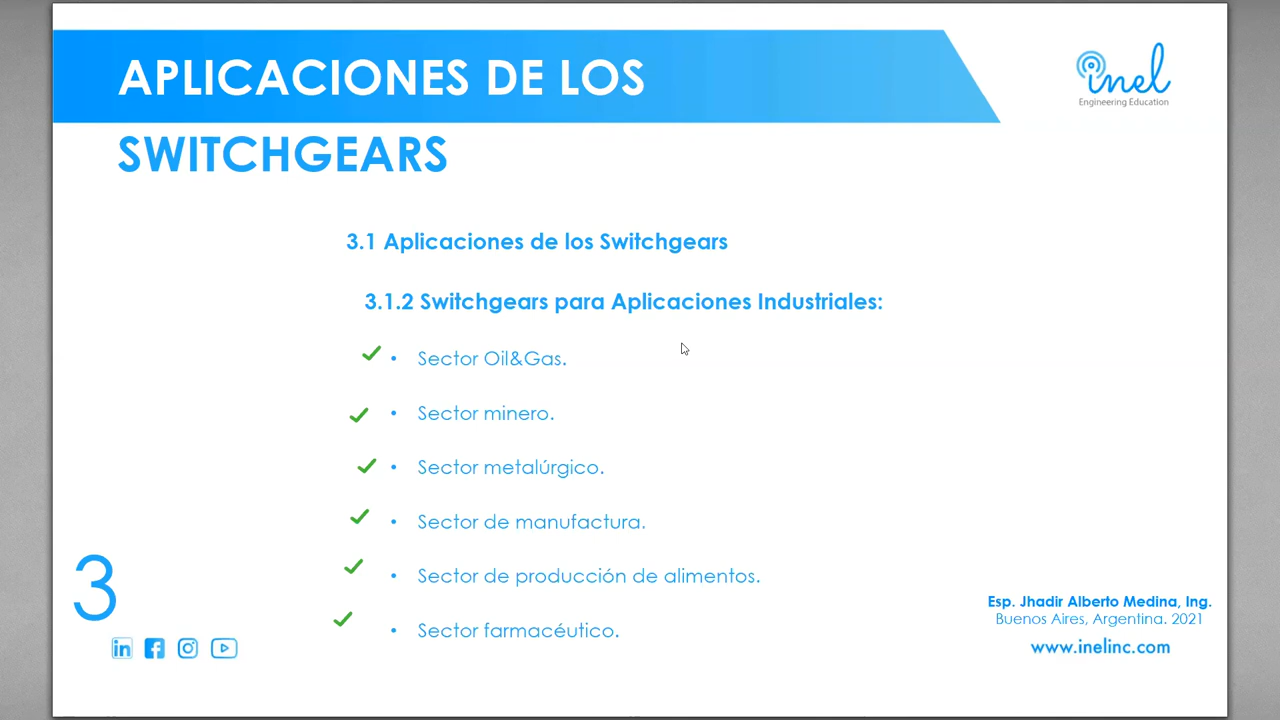 APLICACIONES DE LOS
SWITCHGEARS
inel
Engineering Education
3.1 Aplicaciones de los Switchgears
3.1.2 Switchgears para Aplicaciones Industriales:
• Sector Oil&Gas.
• Sector minero.
• Sector metalúrgico.
• Sector de manufactura.
• Sector de producción de alimentos.
• Sector farmacéutico.
3
in
Esp. Jhadir Alberto Medina, Ing.
Buenos Aires, Argentina. 2021
www.inelinc.com